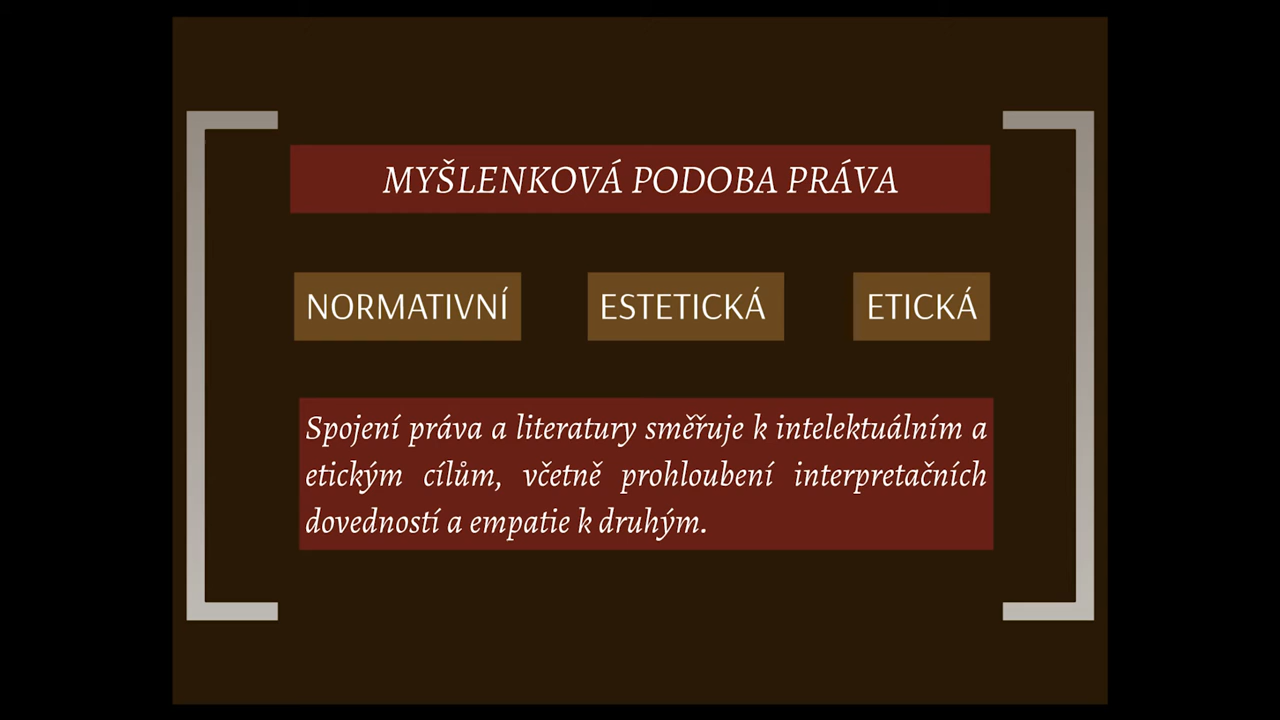 MYŠLENKOVÁ PODOBA PRÁVA
NORMATIVNÍ ESTETICKÁ ETICKÁ
Spojení práva a literatury směřuje k intelektuálním a
etickým cílům, včetně prohloubení interpretačních
dovedností a empatie k druhým.